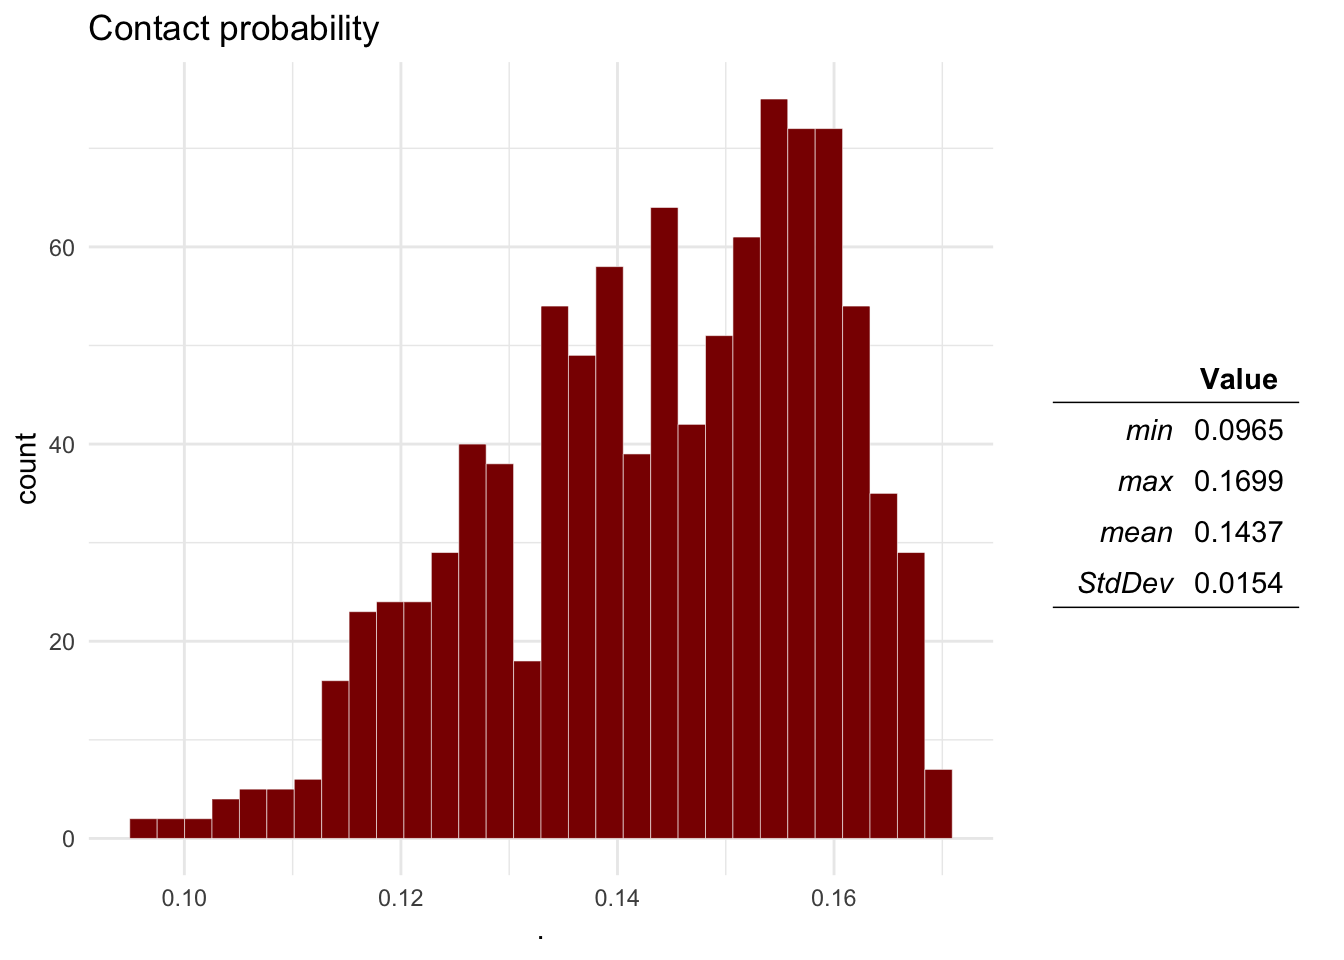 Contact probability
60
40
20
0
count
0.10 0.12 0.14 0.16
.
Value
min 0.0965
max 0.1699
mean 0.1437
StdDev 0.0154